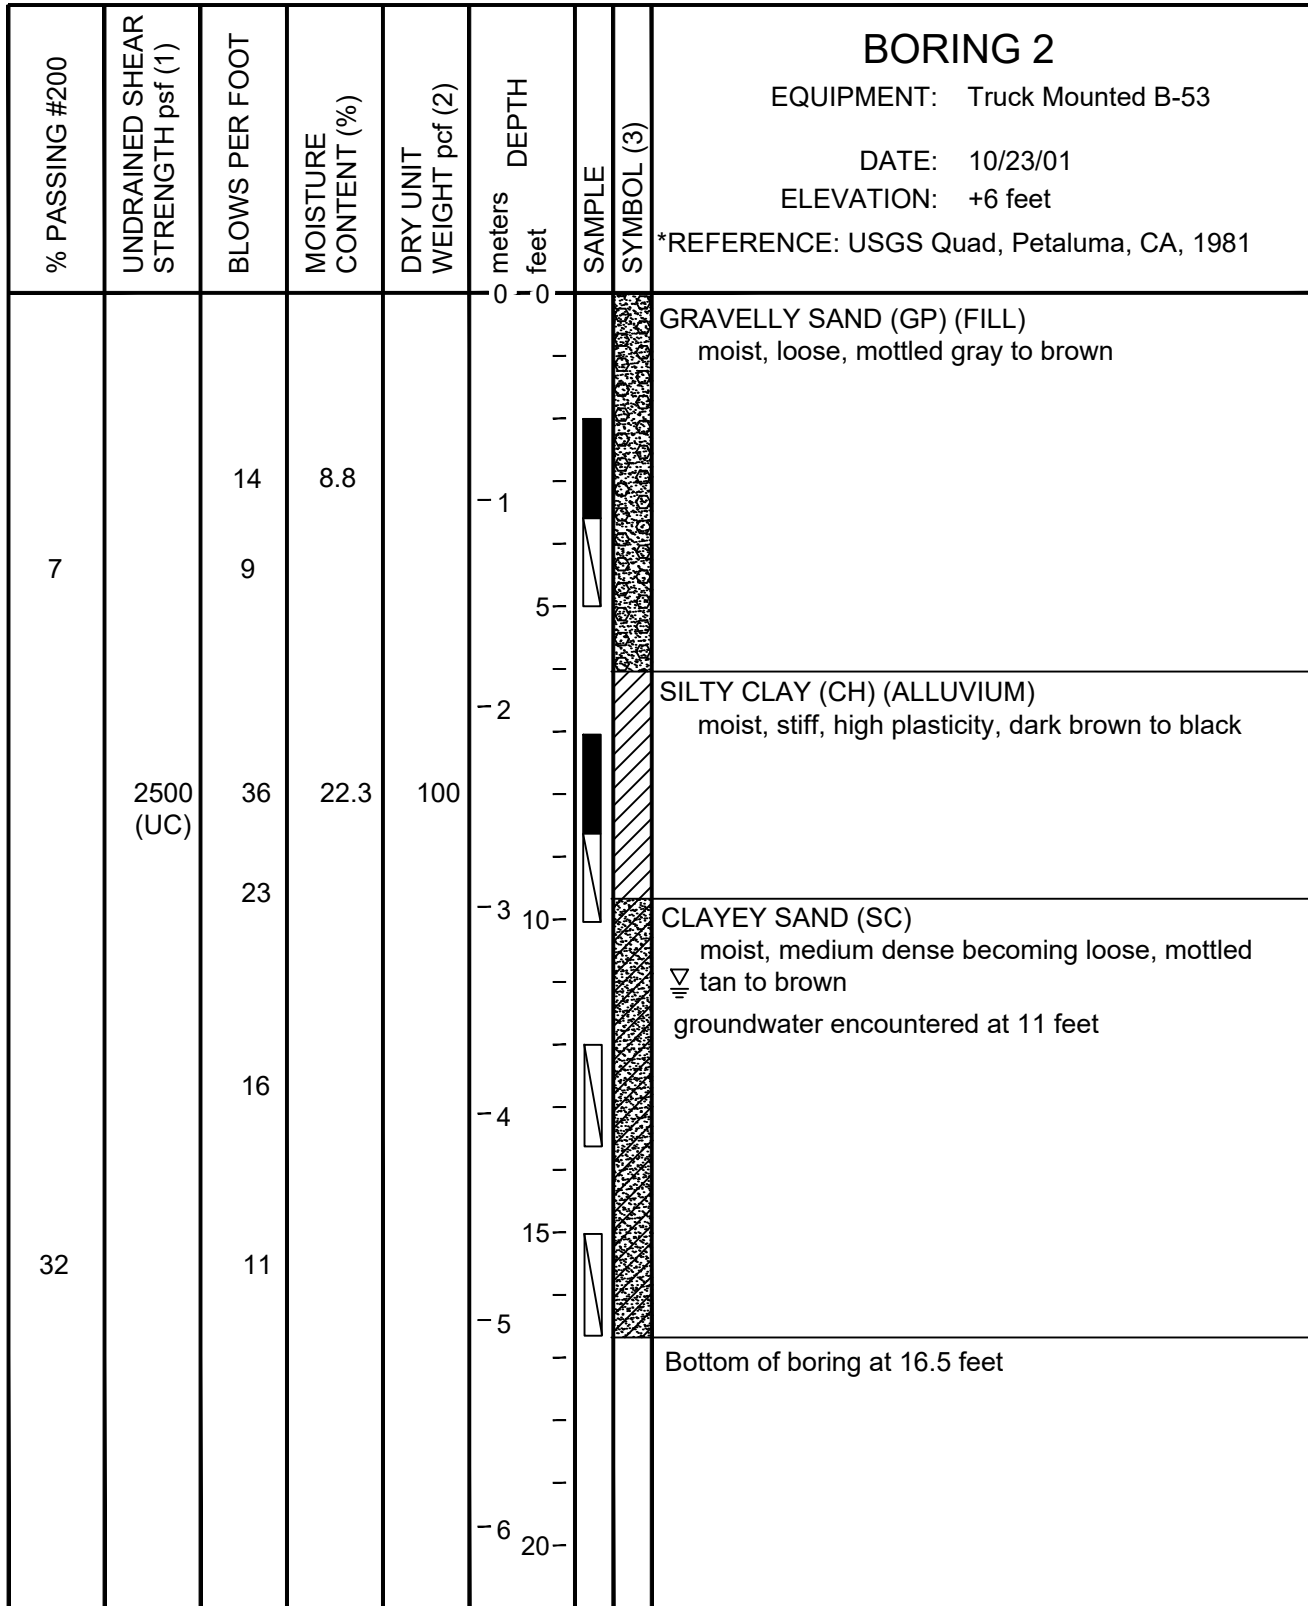 % PASSING #200
UNDRAINED SHEAR
STRENGTH psf (1)
BLOWS PER FOOT
MOISTURE
CONTENT (%)
DRY UNIT
WEIGHT pcf (2)
DEPTH
meters
feet
SAMPLE
SYMBOL (3)
BORING 2
EQUIPMENT: Truck Mounted B-53
DATE: 10/23/01
ELEVATION: +6 feet
*REFERENCE: USGS Quad, Petaluma, CA, 1981
0 0
GRAVELLY SAND (GP) (FILL)
moist, loose, mottled gray to brown
14 8.8
1
7 9
5
SILTY CLAY (CH) (ALLUVIUM)
2
moist, stiff, high plasticity, dark brown to black
2500 36 22.3 100
(UC)
23
3 10
CLAYEY SAND (SC)
moist, medium dense becoming loose, mottled
tan to brown
groundwater encountered at 11 feet
16
4
15
32 11
5
Bottom of boring at 16.5 feet
6 20